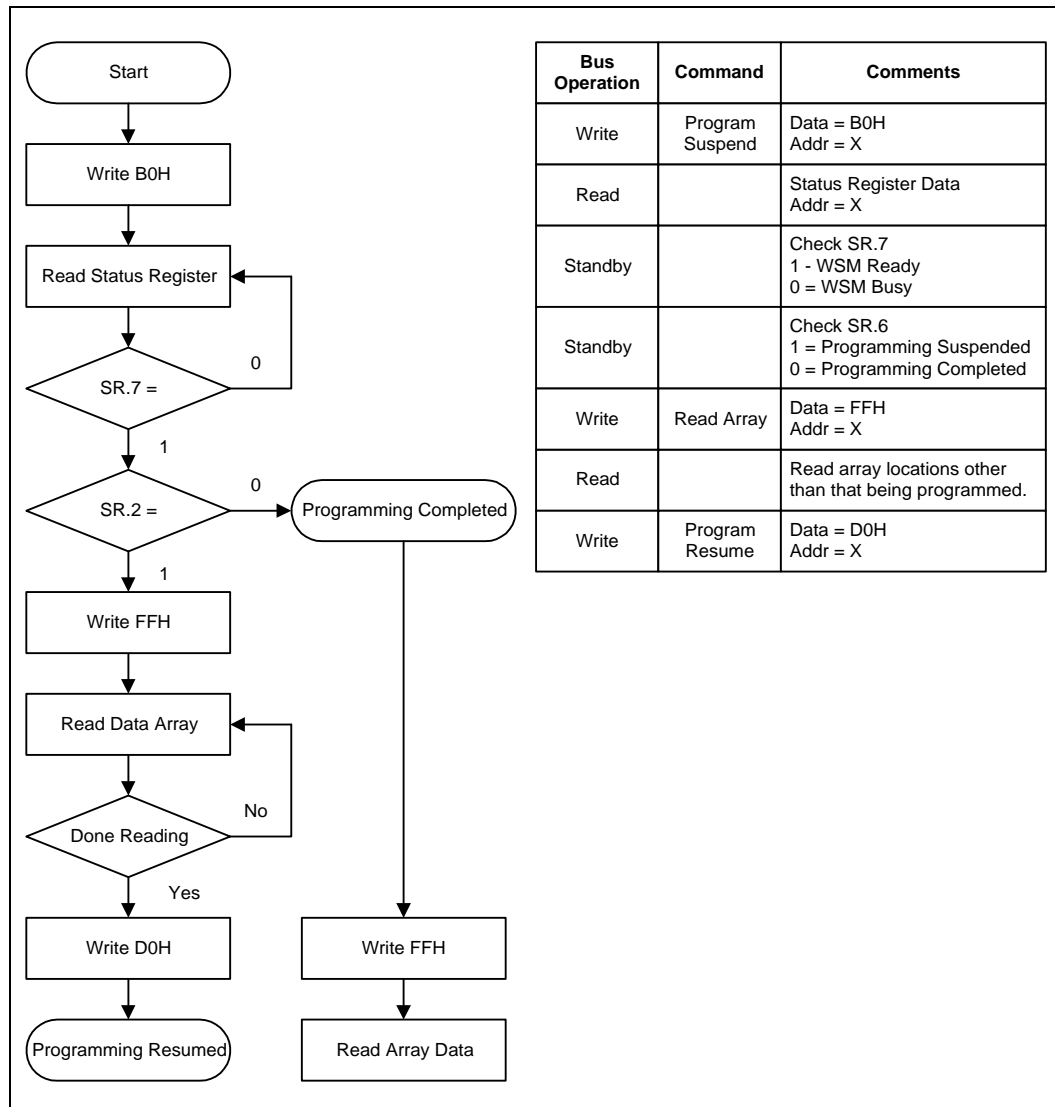 Start
Write B0H
Read Status Register
0
SR.7 =
1
0
SR.2 =
Programming Completed
1
Write FFH
Read Data Array
No
Done Reading
Yes
Write D0H
Write FFH
Programming Resumed
Read Array Data
Bus
Operation
Command
Comments
Write
Program
Suspend
Data = B0H
Addr = X
Read
Status Register Data
Addr = X
Standby
Check SR.7
1 - WSM Ready
0 = WSM Busy
Standby
Check SR.6
1 = Programming Suspended
0 = Programming Completed
Write
Read Array
Data = FFH
Addr = X
Read
Read array locations other
than that being programmed.
Write
Program
Resume
Data = D0H
Addr = X